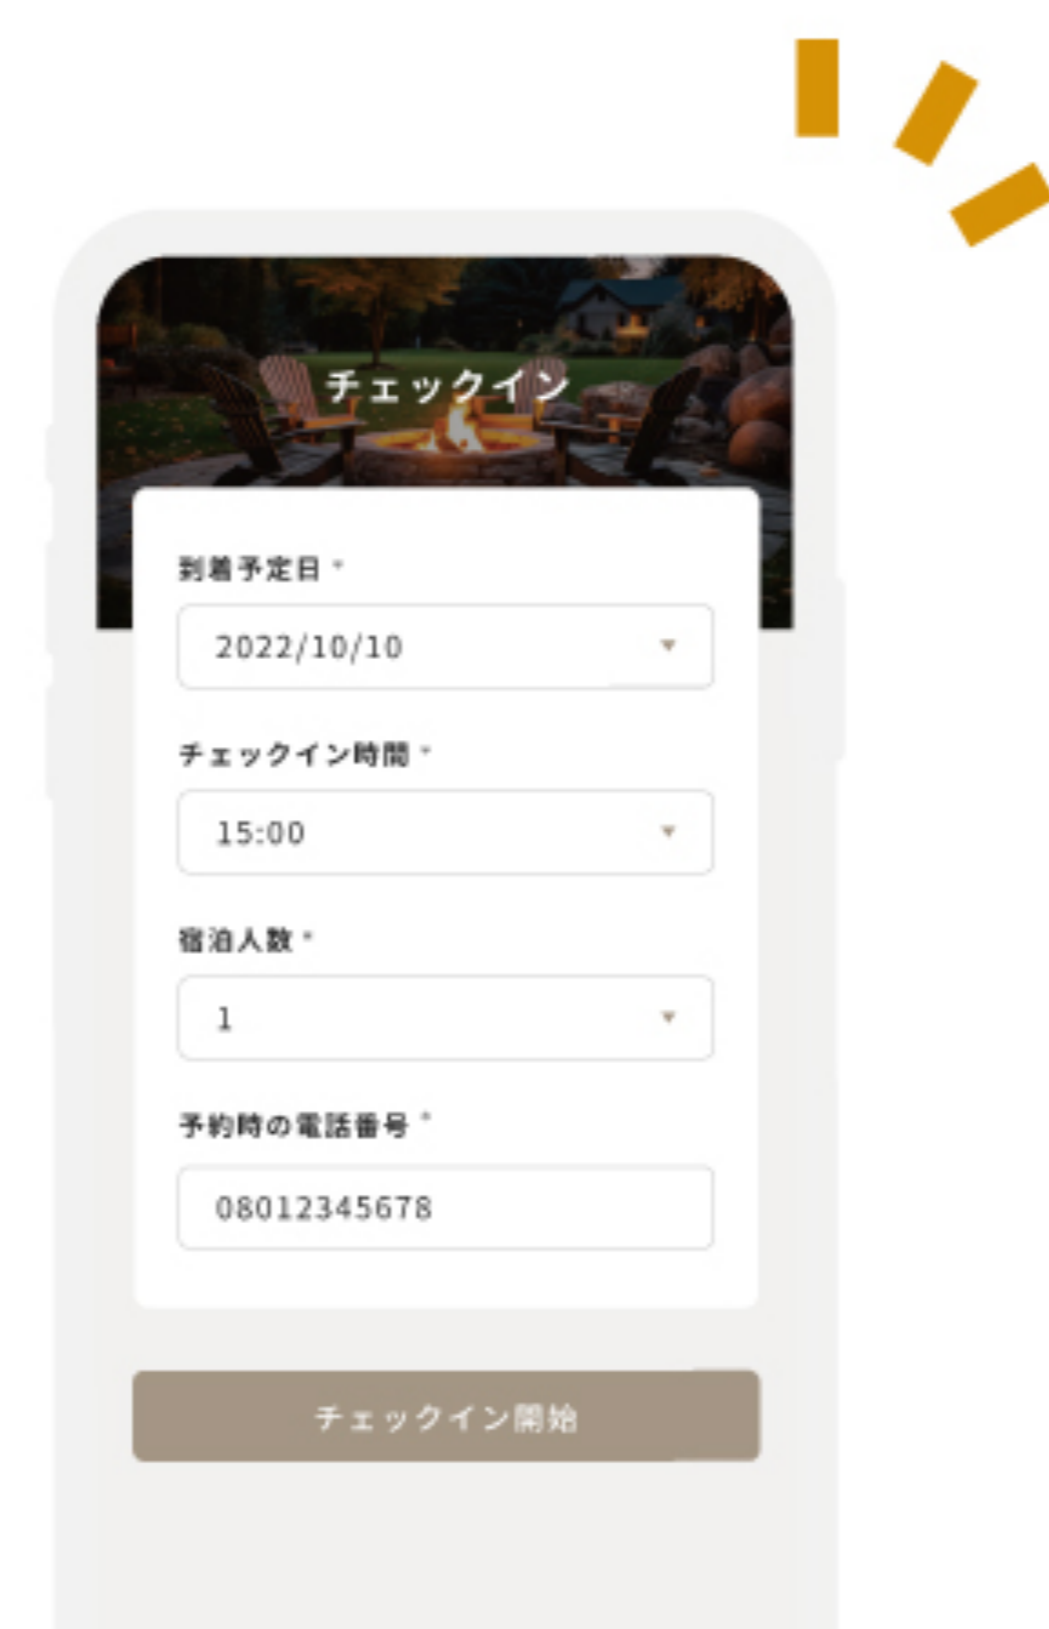 チェックイン
到着予定日 *
2022/10/10
チェックイン時間 *
15:00
宿泊人数 *
1
予約時の電話番号 *
08012345678
チェックイン開始